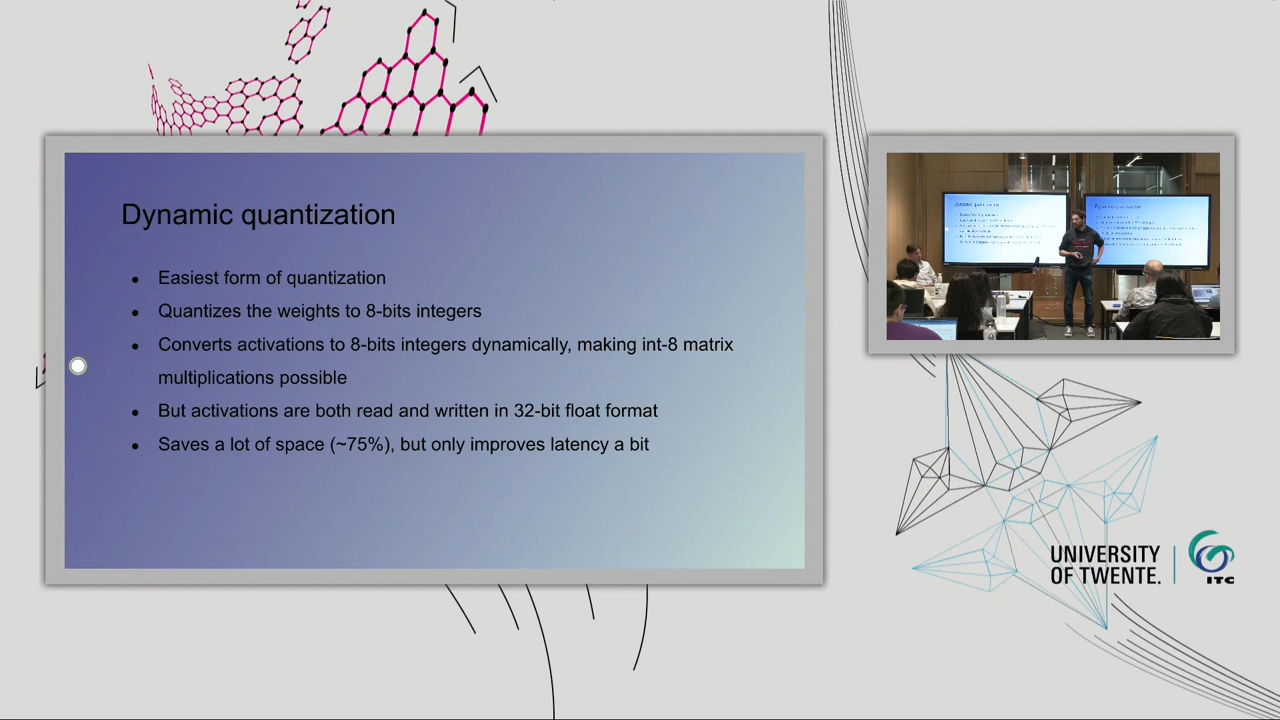 Dynamic quantization
● Easiest form of quantization
● Quantizes the weights to 8-bits integers
● Converts activations to 8-bits integers dynamically, making int-8 matrix
multiplications possible
● But activations are both read and written in 32-bit float format
● Saves a lot of space (~75%), but only improves latency a bit
Dynamic quantization
UNIVERSITY
OF TWENTE.
ITC